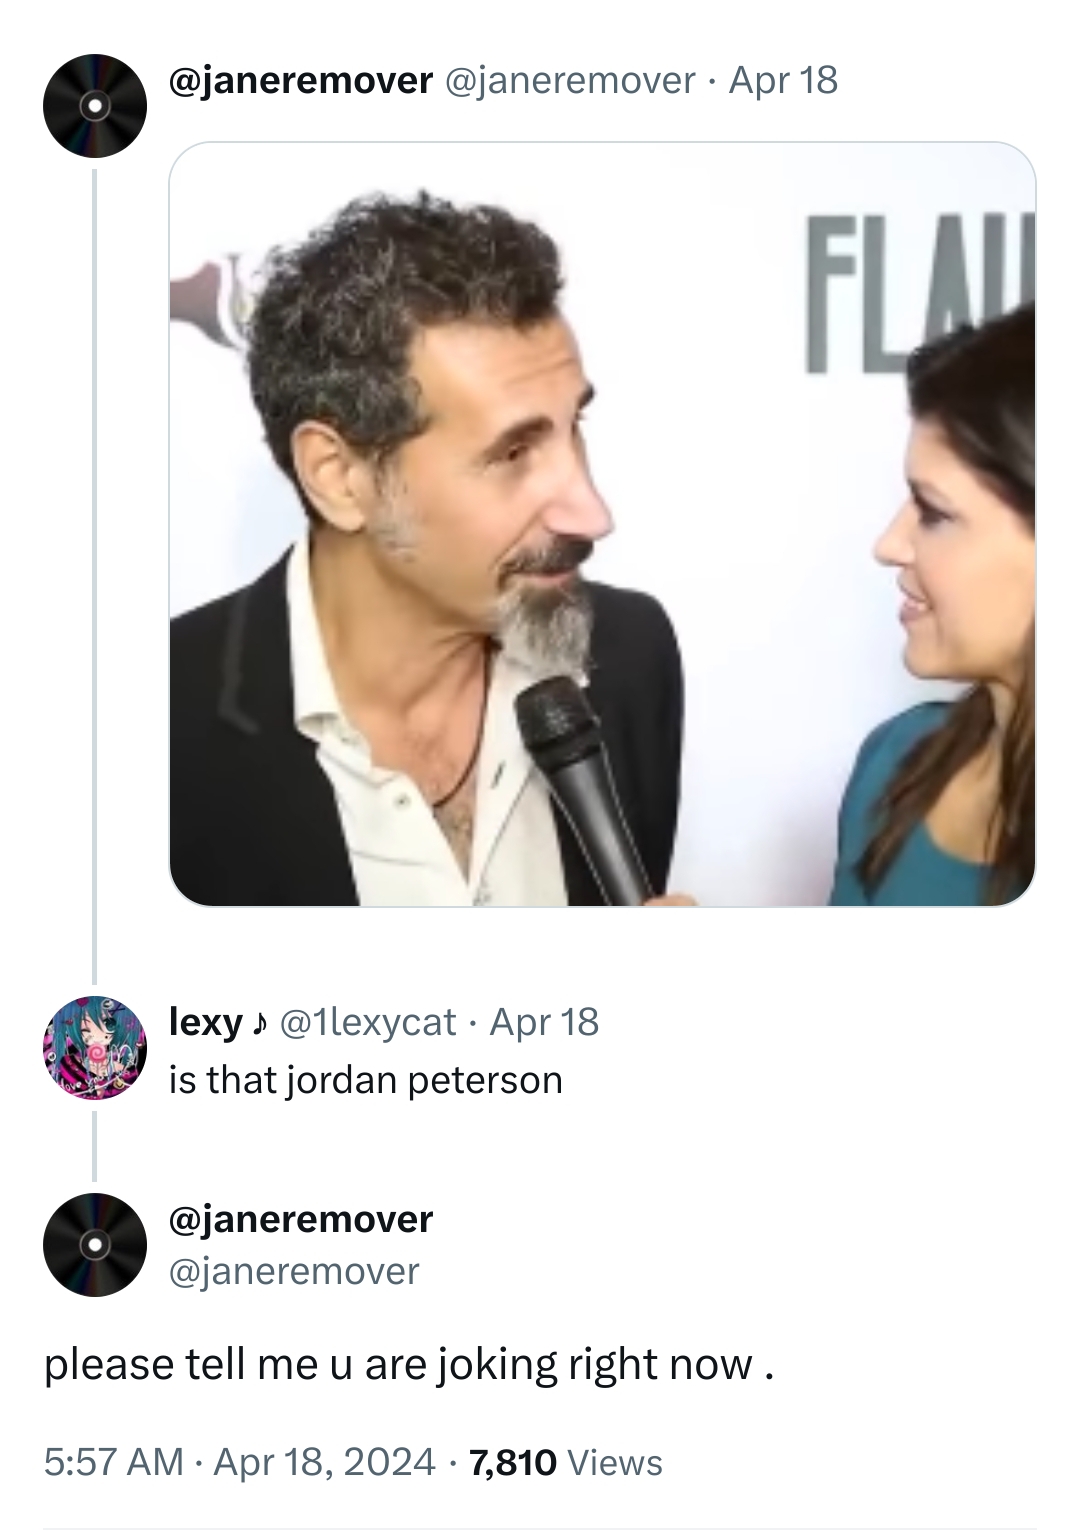 @janeremover @janeremover · Apr 18
FLAU
lexy ♪ @1lexycat · Apr 18
is that jordan peterson
@janeremover
@janeremover
please tell me u are joking right now .
5:57 AM · Apr 18, 2024 · 7,810 Views